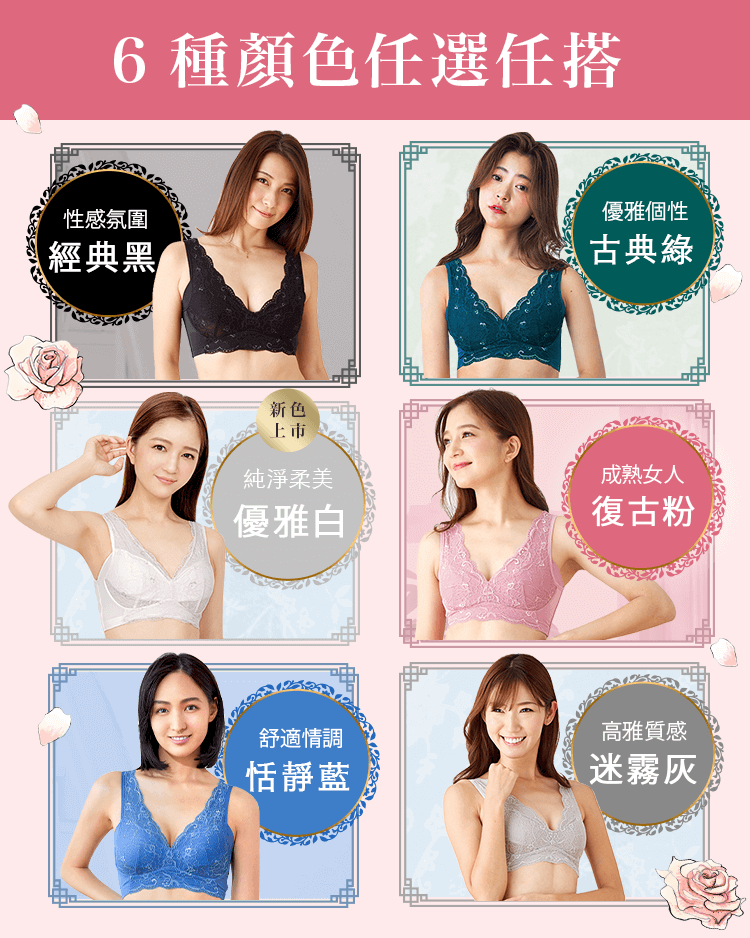 6 種顏色任選任搭
性感氛圍
經典黑
優雅個性
古典綠
新色
上市
純淨柔美
優雅白
成熟女人
復古粉
舒適情調
恬靜藍
高雅質感
迷霧灰